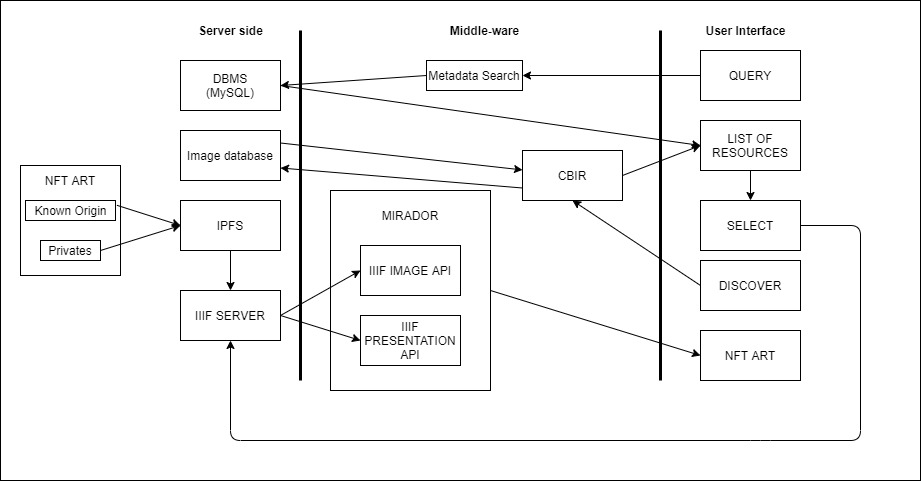 Server side
Middle-ware
User Interface
DBMS
(MySQL)
Metadata Search
QUERY
Image database
LIST OF
RESOURCES
CBIR
NFT ART
Known Origin
Privates
IPFS
MIRADOR
SELECT
IIIF IMAGE API
DISCOVER
IIIF SERVER
IIIF
PRESENTATION
API
NFT ART